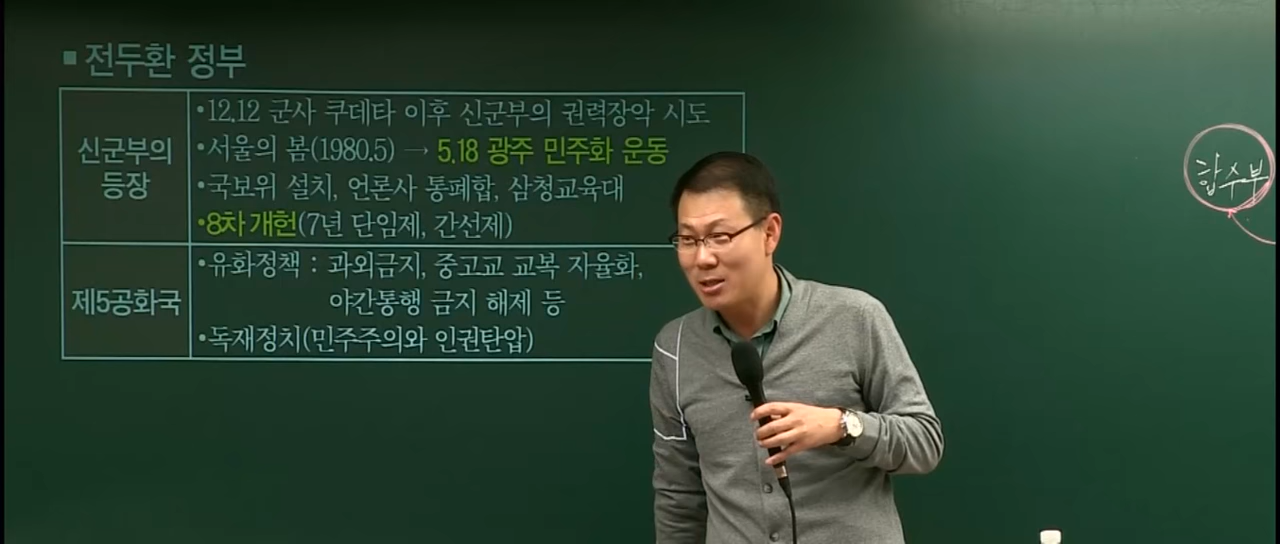 ▪ 전두환 정부
신군부의
등장
•12.12 군사 쿠데타 이후 신군부의 권력장악 시도
•서울의 봄(1980.5) → 5.18 광주 민주화 운동
•국보위 설치, 언론사 통폐합, 삼청교육대
•8차 개헌(7년 단임제, 간선제)
제5공화국
•유화정책 : 과외금지, 중고교 교복 자율화,
야간통행 금지 해제 등
•독재정치(민주주의와 인권탄압)
합수부